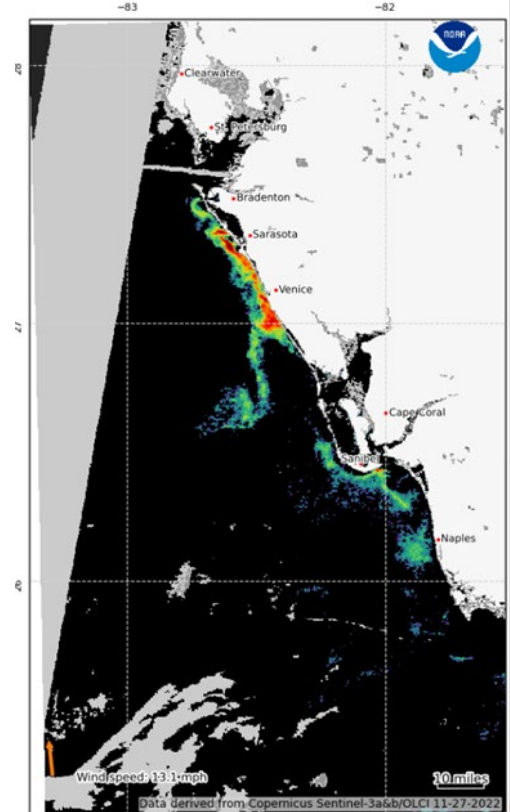 −83
−82
NOAA
28
Clearwater
St. Petersburg
Bradenton
Sarasota
Venice
27
Cape Coral
Sanibel
Naples
26
Wind speed: 13.1 mph
10 miles
Data derived from Copernicus Sentinel-3a&b/OLCI 11-27-2022